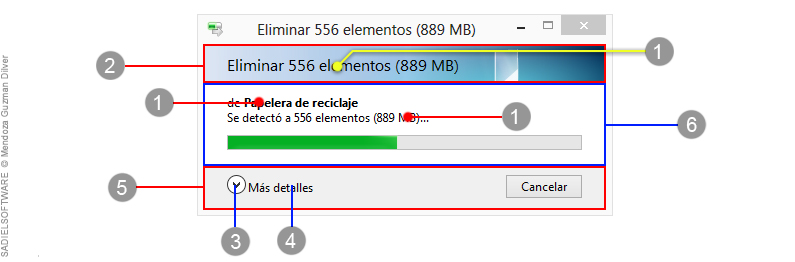 Eliminar 556 elementos (889 MB)
Eliminar 556 elementos (889 MB)
1
2
de Papelera de reciclaje
1
Se detectó a 556 elementos (889 MB)...
1
6
5
Más detalles
Cancelar
3
4
SADIELSOFTWARE © Mendoza Guzman Dilver